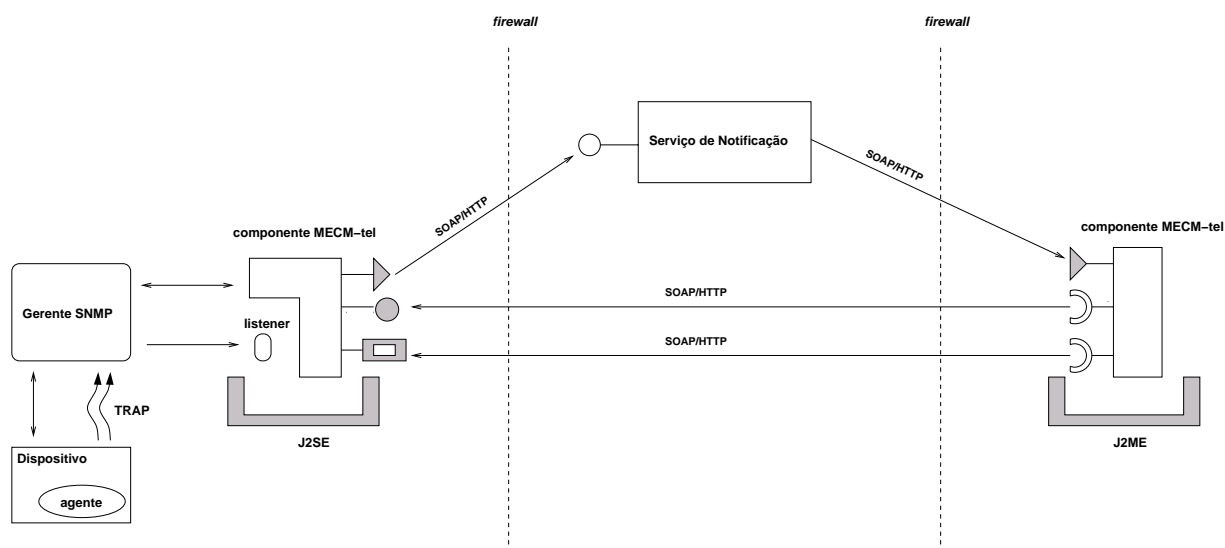 firewall
firewall
Serviço de Notificação
SOAP/HTTP
SOAP/HTTP
componente MECM−tel
componente MECM−tel
SOAP/HTTP
Gerente SNMP
listener
SOAP/HTTP
TRAP
J2SE
J2ME
Dispositivo
agente